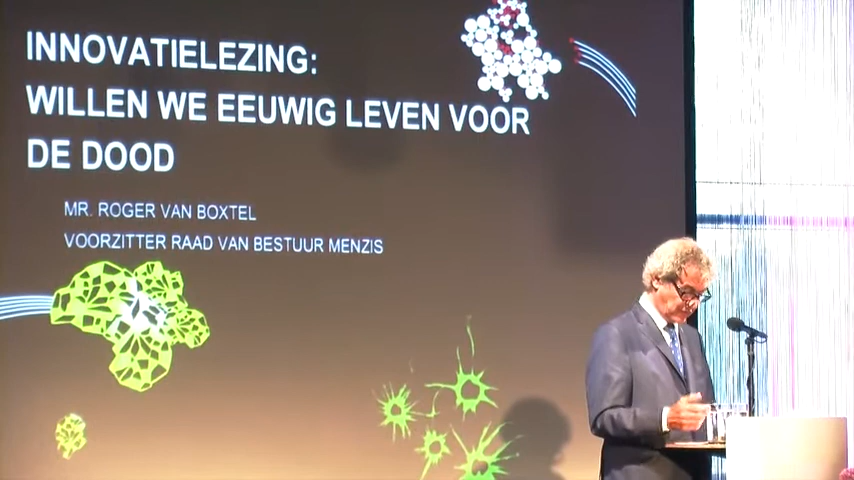 INNOVATIELEZING:
WILLEN WE EEUWIG LEVEN VOOR
DE DOOD
MR. ROGER VAN BOXTEL
VOORZITTER RAAD VAN BESTUUR MENZIS